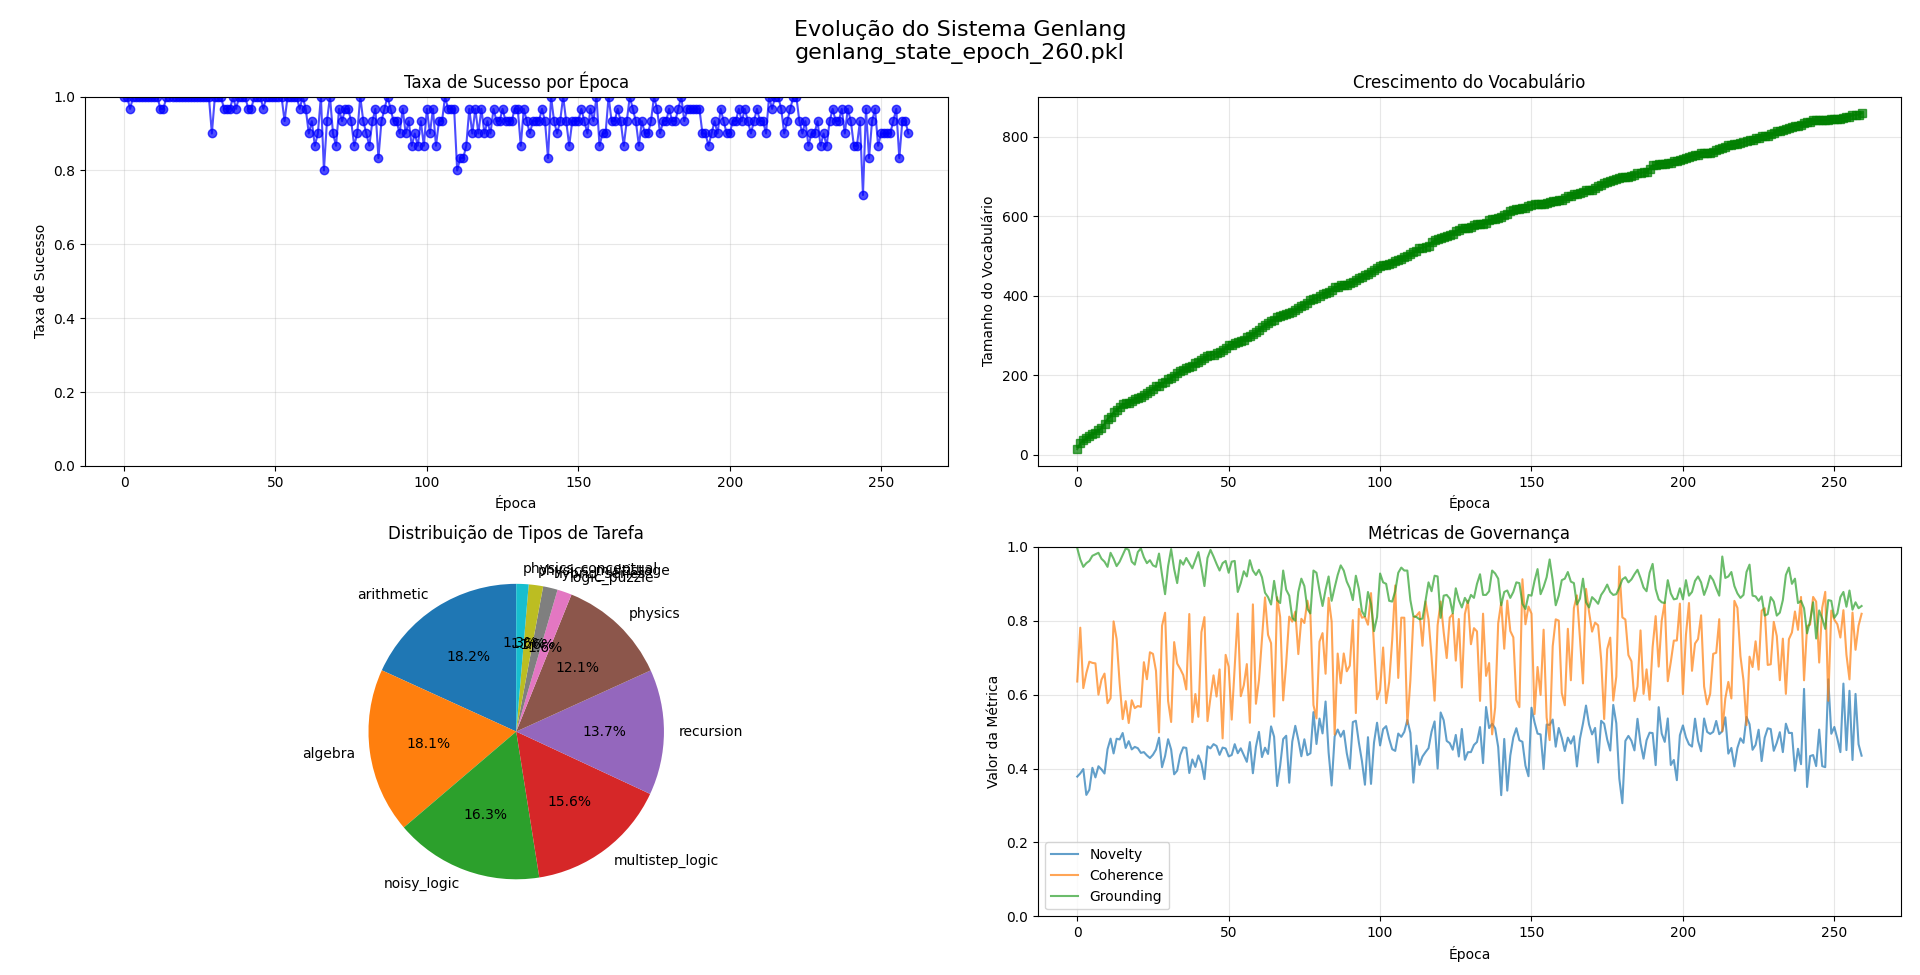 Evolução do Sistema Genlang
genlang_state_epoch_260.pkl
Taxa de Sucesso por Época
1.0
0.8
0.6
0.4
0.2
0.0
Taxa de Sucesso
0 50 100 150 200 250
Época
Crescimento do Vocabulário
800
600
400
200
0
Tamanho do Vocabulário
0 50 100 150 200 250
Época
Distribuição de Tipos de Tarefa
physics_conceptual
logic_puzzle
arithmetic
physics
18.2%
12.1%
algebra
18.1%
13.7%
recursion
16.3%
15.6%
noisy_logic
multistep_logic
Métricas de Governança
1.0
0.8
0.6
0.4
0.2
0.0
Valor da Métrica
Novelty
Coherence
Grounding
0 50 100 150 200 250
Época